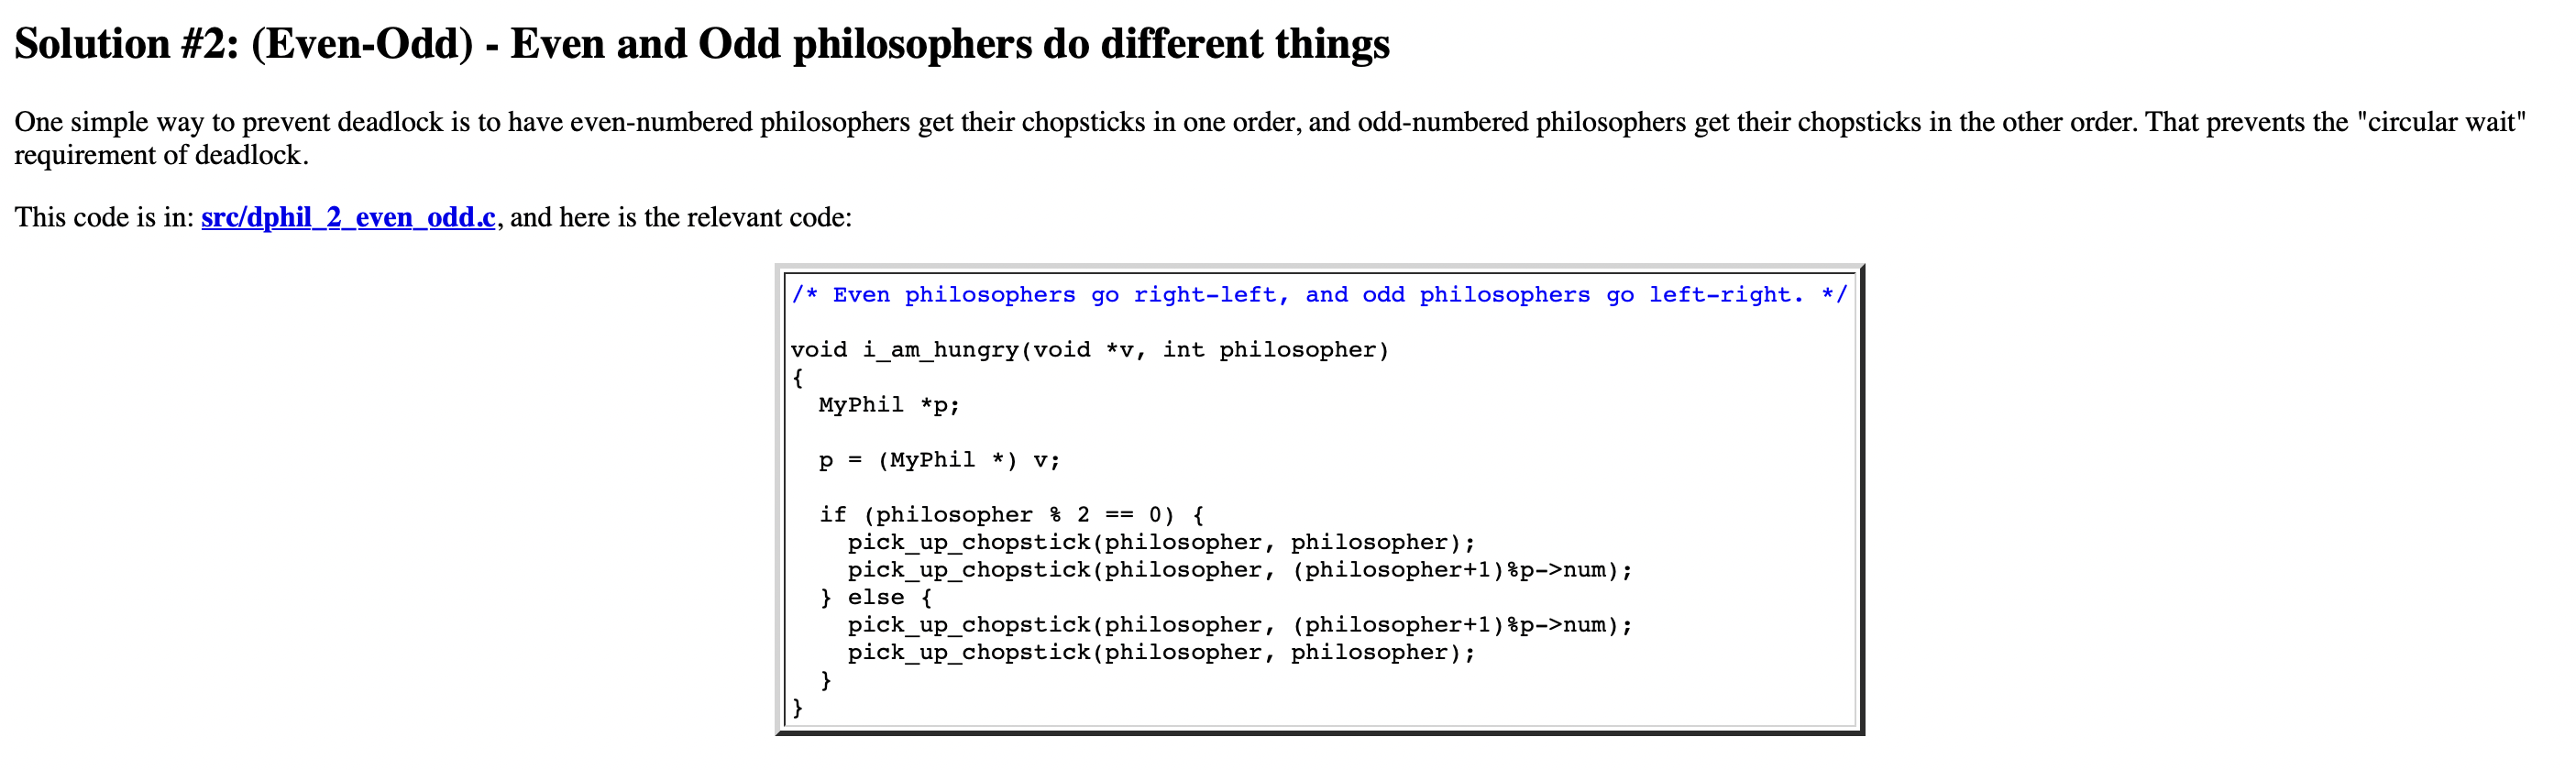 Solution #2: (Even-Odd) - Even and Odd philosophers do different things
One simple way to prevent deadlock is to have even-numbered philosophers get their chopsticks in one order, and odd-numbered philosophers get their chopsticks in the other order. That prevents the "circular wait"
requirement of deadlock.
This code is in: src/dphil_2_even_odd.c, and here is the relevant code:
/* Even philosophers go right-left, and odd philosophers go left-right. */
void i_am_hungry(void *v, int philosopher)
{
  MyPhil *p;
  p = (MyPhil *) v;
  if (philosopher % 2 == 0) {
    pick_up_chopstick(philosopher, philosopher);
    pick_up_chopstick(philosopher, (philosopher+1)%p->num);
  } else {
    pick_up_chopstick(philosopher, (philosopher+1)%p->num);
    pick_up_chopstick(philosopher, philosopher);
  }
}